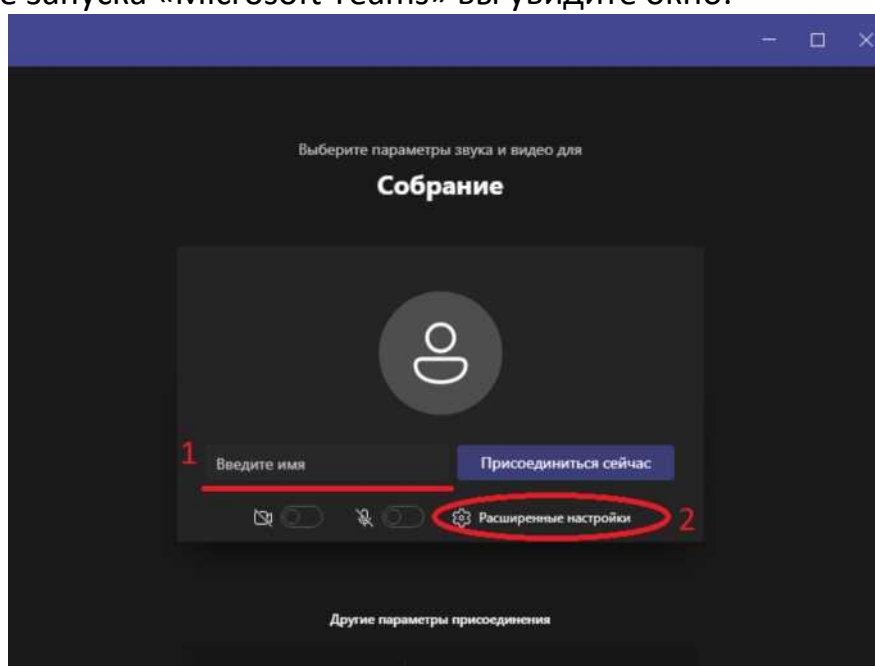 е запуска «Microsoft Teams» вы увидите окно:
Выберите параметры звука и видео для
Собрание
1
Введите имя
Присоединиться сейчас
Расширенные настройки
2
Другие параметры присоединения